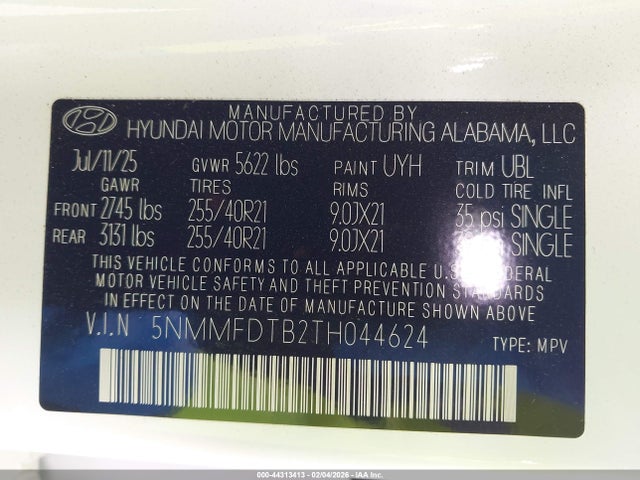 MANUFACTURED BY
HYUNDAI MOTOR MANUFACTURING ALABAMA, LLC
Jul/11/25 GVWR 5622 lbs PAINT UYH TRIM UBL
GAWR TIRES RIMS COLD TIRE INFL
FRONT 2745 lbs 255/40R21 9.0JX21 35 psi SINGLE
REAR 3131 lbs 255/40R21 9.0JX21 SINGLE
THIS VEHICLE CONFORMS TO ALL APPLICABLE U.S. FEDERAL
MOTOR VEHICLE SAFETY AND THEFT PREVENTION STANDARDS
IN EFFECT ON THE DATE OF MANUFACTURE SHOWN ABOVE
V.I.N 5NMMFDTB2TH044624 TYPE: MPV
000-44313413 - 02/04/2026 - IAAI.com